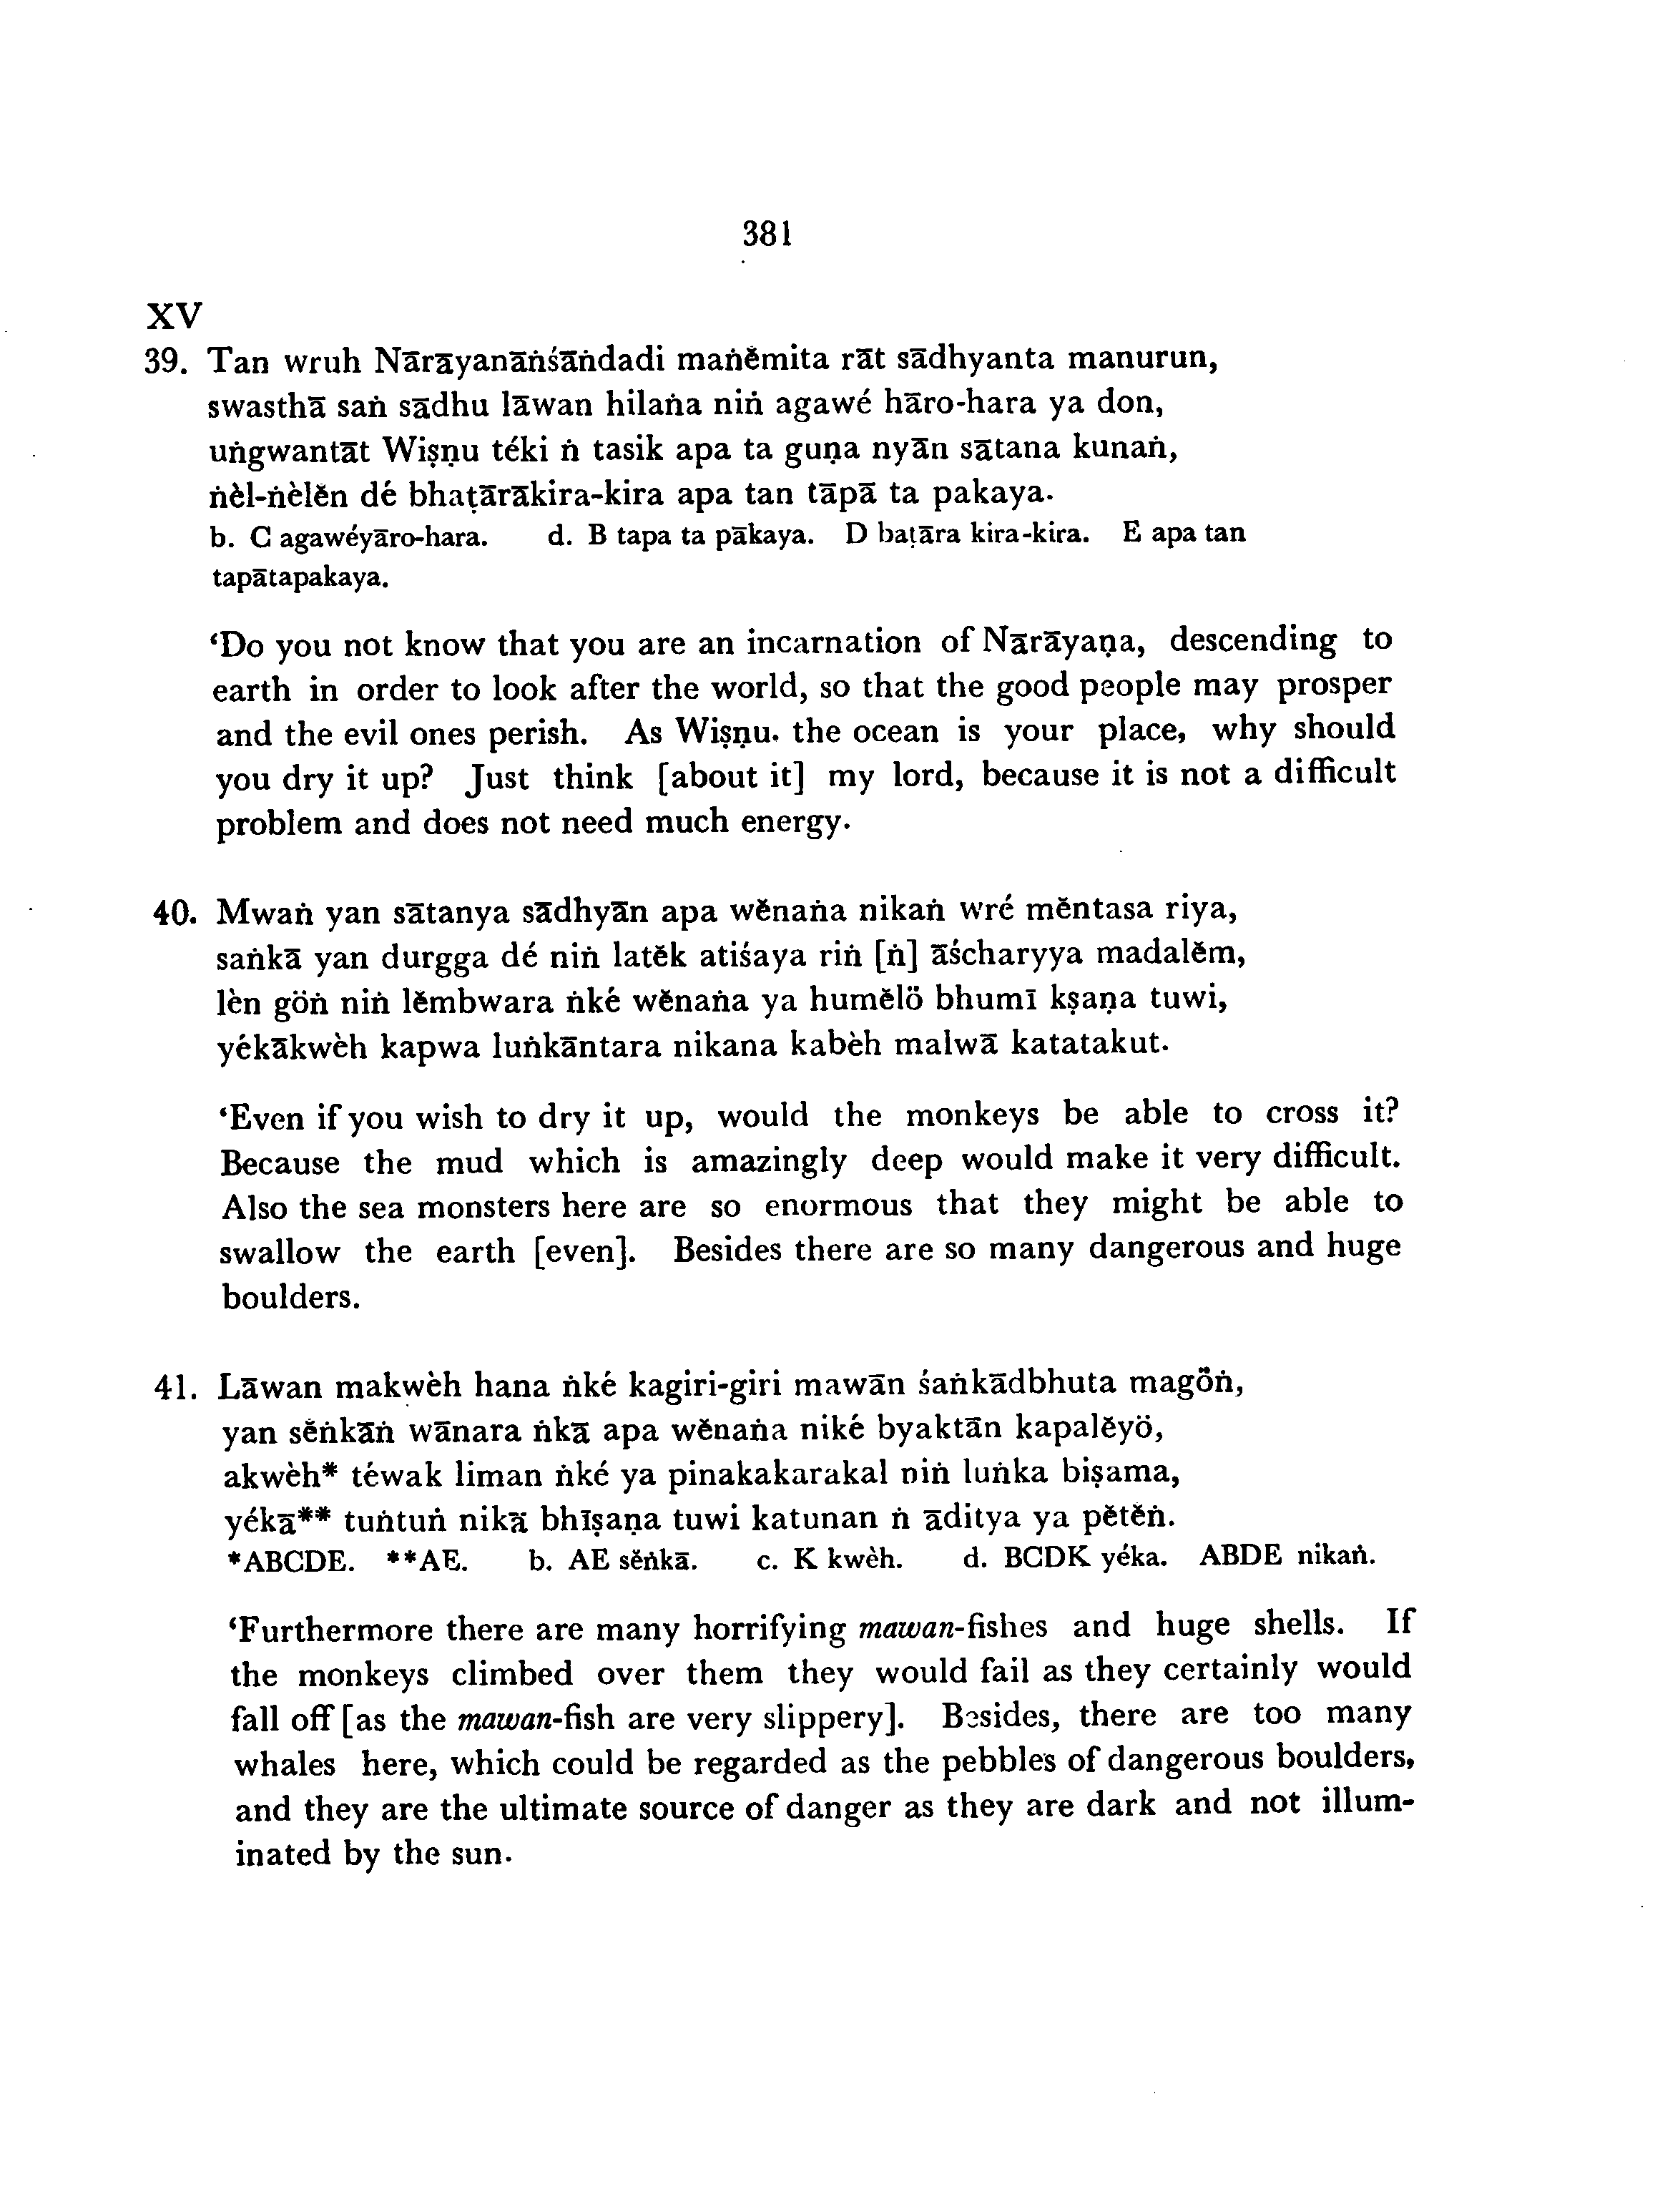 381
XV
39. Tan wruh Nārāyanāṅśāṅdadi maṅĕmita rāt sādhyanta manurun,
swasthā saṅ sādhu lāwan hilaṅa niṅ agawé hāro-hara ya don,
uṅgwantāt Wiṣṇu téki ṅ tasik apa ta guṇa nyān sātana kunaṅ,
ṅèl-ṅèlĕn dé bhaṭārākira-kira apa tan tāpā ta pakaya.
b. C agawéyāro-hara. d. B tapa ta pākaya. D baṭāra kira-kira. E apa tan
tapātapakaya.
‘Do you not know that you are an incarnation of Nārāyaṇa, descending to
earth in order to look after the world, so that the good people may prosper
and the evil ones perish. As Wiṣṇu. the ocean is your place, why should
you dry it up? Just think [about it] my lord, because it is not a difficult
problem and does not need much energy.
40. Mwaṅ yan sātanya sādhyān apa wĕnaṅa nikaṅ wré mĕntasa riya,
saṅkā yan durgga dé niṅ latĕk atiśaya riṅ [ṅ] āścharyya madalĕm,
lèn göṅ niṅ lĕmbwara ṅké wĕnaṅa ya humĕlö bhumī kṣaṇa tuwi,
yékākwèh kapwa luṅkāntara nikana kabèh malwā katatakut.
‘Even if you wish to dry it up, would the monkeys be able to cross it?
Because the mud which is amazingly deep would make it very difficult.
Also the sea monsters here are so enormous that they might be able to
swallow the earth [even]. Besides there are so many dangerous and huge
boulders.
41. Lāwan makwèh hana ṅké kagiri-giri mawān śaṅkādbhuta magö̆ṅ,
yan sĕṅkāṅ wānara ṅkā apa wĕnaṅa niké byaktān kapalĕyö,
akwèh* téwak liman ṅké ya pinakakarakal niṅ luṅka biṣama,
yékā** tuṅtuṅ nikā bhīṣaṇa tuwi katunan ṅ āditya ya pĕtĕṅ.
*ABCDE. **AE. b. AE sĕṅkā. c. K kwèh. d. BCDK yéka. ABDE nikaṅ.
‘Furthermore there are many horrifying mawan-fishes and huge shells. If
the monkeys climbed over them they would fail as they certainly would
fall off [as the mawan-fish are very slippery]. Besides, there are too many
whales here, which could be regarded as the pebbles of dangerous boulders,
and they are the ultimate source of danger as they are dark and not illum-
inated by the sun.